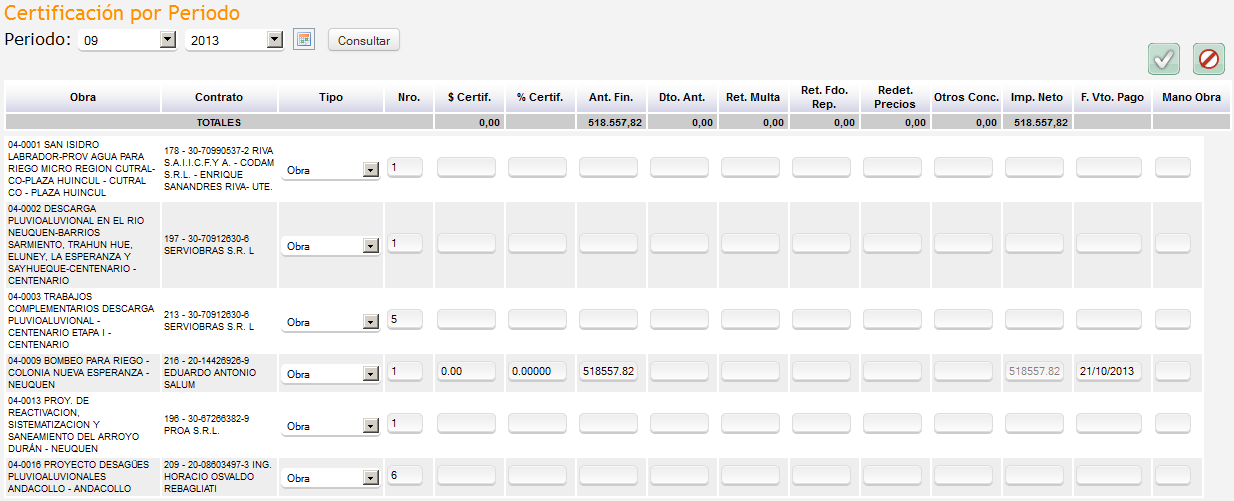 Certificación por Periodo
Periodo: 09 2013 Consultar
Obra Contrato Tipo Nro. $ Certif. % Certif. Ant. Fin. Dto. Ant. Ret. Multa Ret. Fdo. Rep. Redet. Precios Otros Conc. Imp. Neto F. Vto. Pago Mano Obra
TOTALES 0,00 518.557,82 0,00 0,00 0,00 0,00 0,00 518.557,82
04-0001 SAN ISIDRO
LABRADOR-PROV AGUA PARA
RIEGO MICRO REGION CUTRAL-
CO-PLAZA HUINCUL - CUTRAL
CO - PLAZA HUINCUL
178 - 30-70990537-2 RIVA
S.A.I.I.C.F.Y A. - CODAM
S.R.L. - ENRIQUE
SANANDRES RIVA- UTE.
Obra 1
04-0002 DESCARGA
PLUVIOALUVIONAL EN EL RIO
NEUQUEN-BARRIOS
SARMIENTO, TRAHUN HUE,
ELUNEY, LA ESPERANZA Y
SAYHUEQUE-CENTENARIO -
CENTENARIO
197 - 30-70912630-6
SERVIOBRAS S.R. L
Obra 1
04-0003 TRABAJOS
COMPLEMENTARIOS DESCARGA
PLUVIOALUVIONAL -
CENTENARIO ETAPA I -
CENTENARIO
213 - 30-70912630-6
SERVIOBRAS S.R. L
Obra 5
04-0009 BOMBEO PARA RIEGO -
COLONIA NUEVA ESPERANZA -
NEUQUEN
216 - 20-14426926-9
EDUARDO ANTONIO
SALUM
Obra 1 0.00 0.00000 518557.82 518557.82 21/10/2013
04-0013 PROY. DE
REACTIVACION,
SISTEMATIZACION Y
SANEAMIENTO DEL ARROYO
DURÁN - NEUQUEN
196 - 30-67266382-9
PROA S.R.L.
Obra 1
04-0016 PROYECTO DESAGÜES
PLUVIOALUVIONALES
ANDACOLLO - ANDACOLLO
209 - 20-08603497-3 ING.
HORACIO OSVALDO
REBAGLIATI
Obra 6